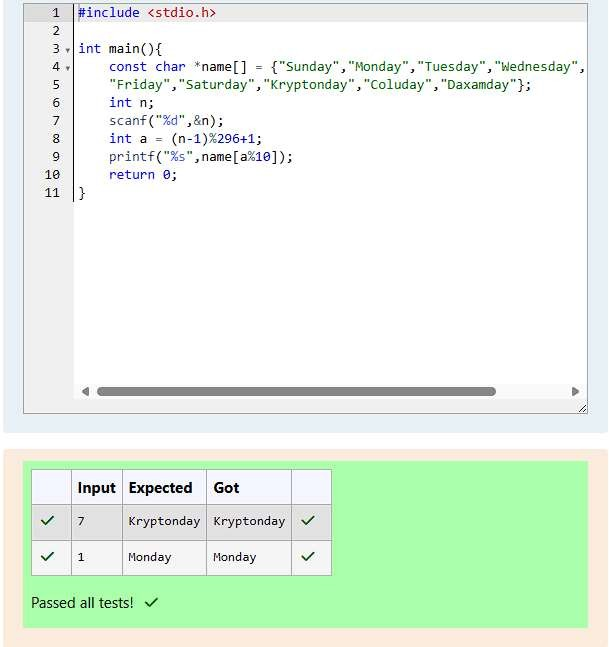 1 #include <stdio.h>
2
3 int main(){
4 const char *name[] = {"Sunday","Monday","Tuesday","Wednesday",
5 "Friday","Saturday","Kryptonday","Coluday","Daxamday"};
6 int n;
7 scanf("%d",&n);
8 int a = (n-1)%296+1;
9 printf("%s",name[a%10]);
10 return 0;
11 }
Input Expected Got
7 Kryptonday Kryptonday
1 Monday Monday
Passed all tests!